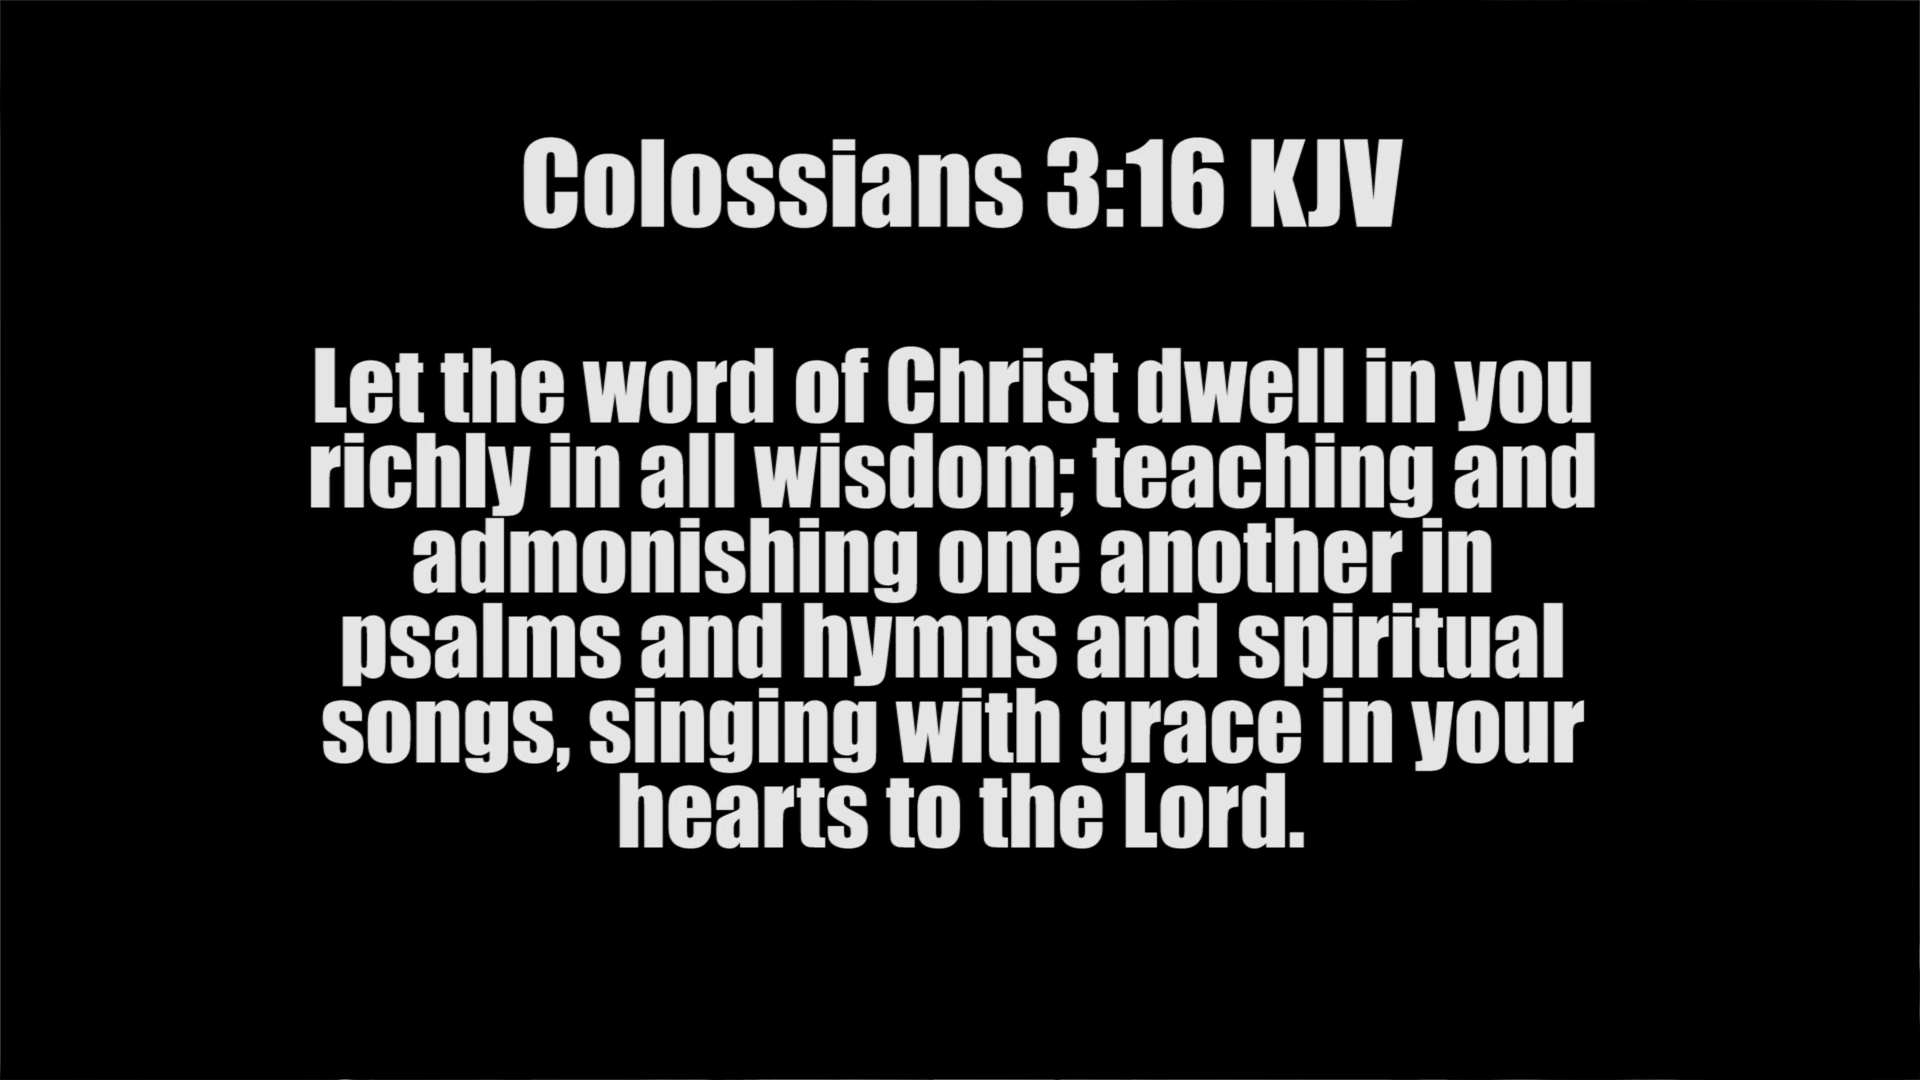 Colossians 3:16 KJV
Let the word of Christ dwell in you
richly in all wisdom; teaching and
admonishing one another in
psalms and hymns and spiritual
songs, singing with grace in your
hearts to the Lord.